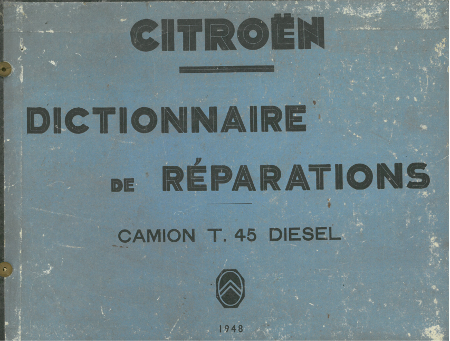 CITROËN
DICTIONNAIRE
DE RÉPARATIONS
CAMION T. 45 DIESEL
1948